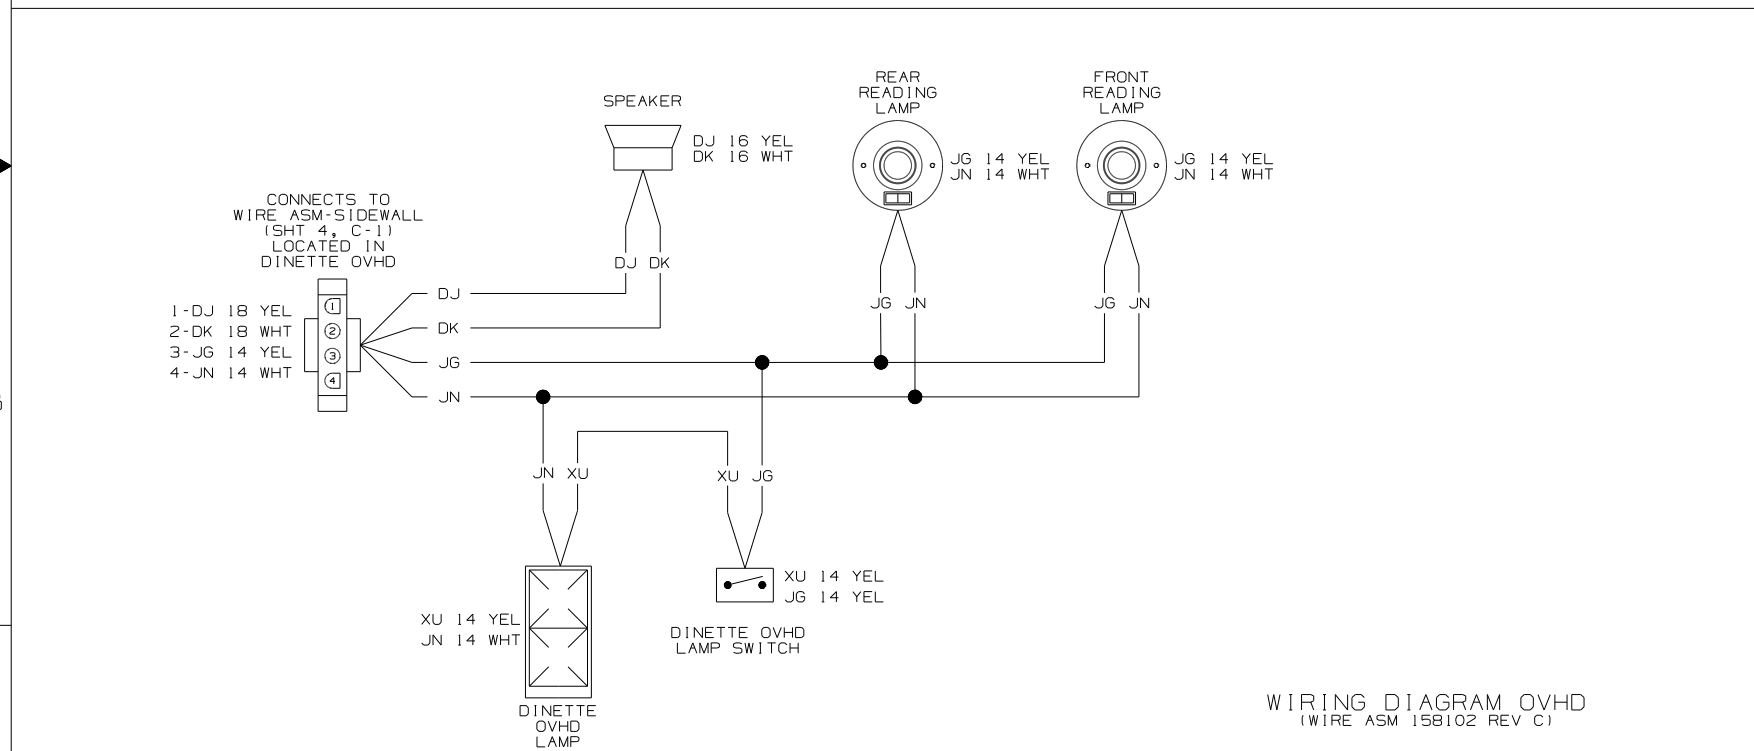 SPEAKER
DJ 16 YEL
DK 16 WHT
REAR
READING
LAMP
JG 14 YEL
JN 14 WHT
FRONT
READING
LAMP
JG 14 YEL
JN 14 WHT
CONNECTS TO
WIRE ASM-SIDEWALL
(SHT 4, C-1)
LOCATED IN
DINETTE OVHD
1-DJ 18 YEL
2-DK 18 WHT
3-JG 14 YEL
4-JN 14 WHT
1
2
3
4
DJ DK
DJ
DK
JG
JN
JG JN
JG JN
JN XU
XU JG
XU 14 YEL
JN 14 WHT
DINETTE
OVHD
LAMP
XU 14 YEL
JG 14 YEL
DINETTE OVHD
LAMP SWITCH
WIRING DIAGRAM OVHD
(WIRE ASM 158102 REV C)